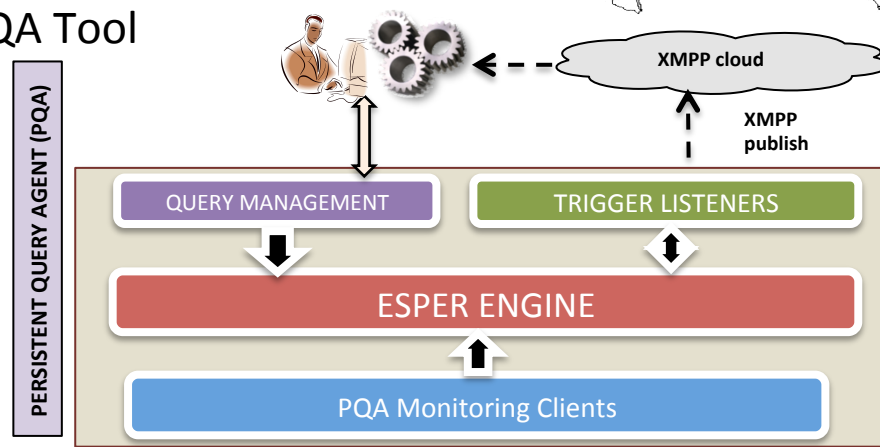 QA Tool
PERSISTENT QUERY AGENT (PQA)
XMPP cloud
XMPP
publish
QUERY MANAGEMENT
TRIGGER LISTENERS
ESPER ENGINE
PQA Monitoring Clients